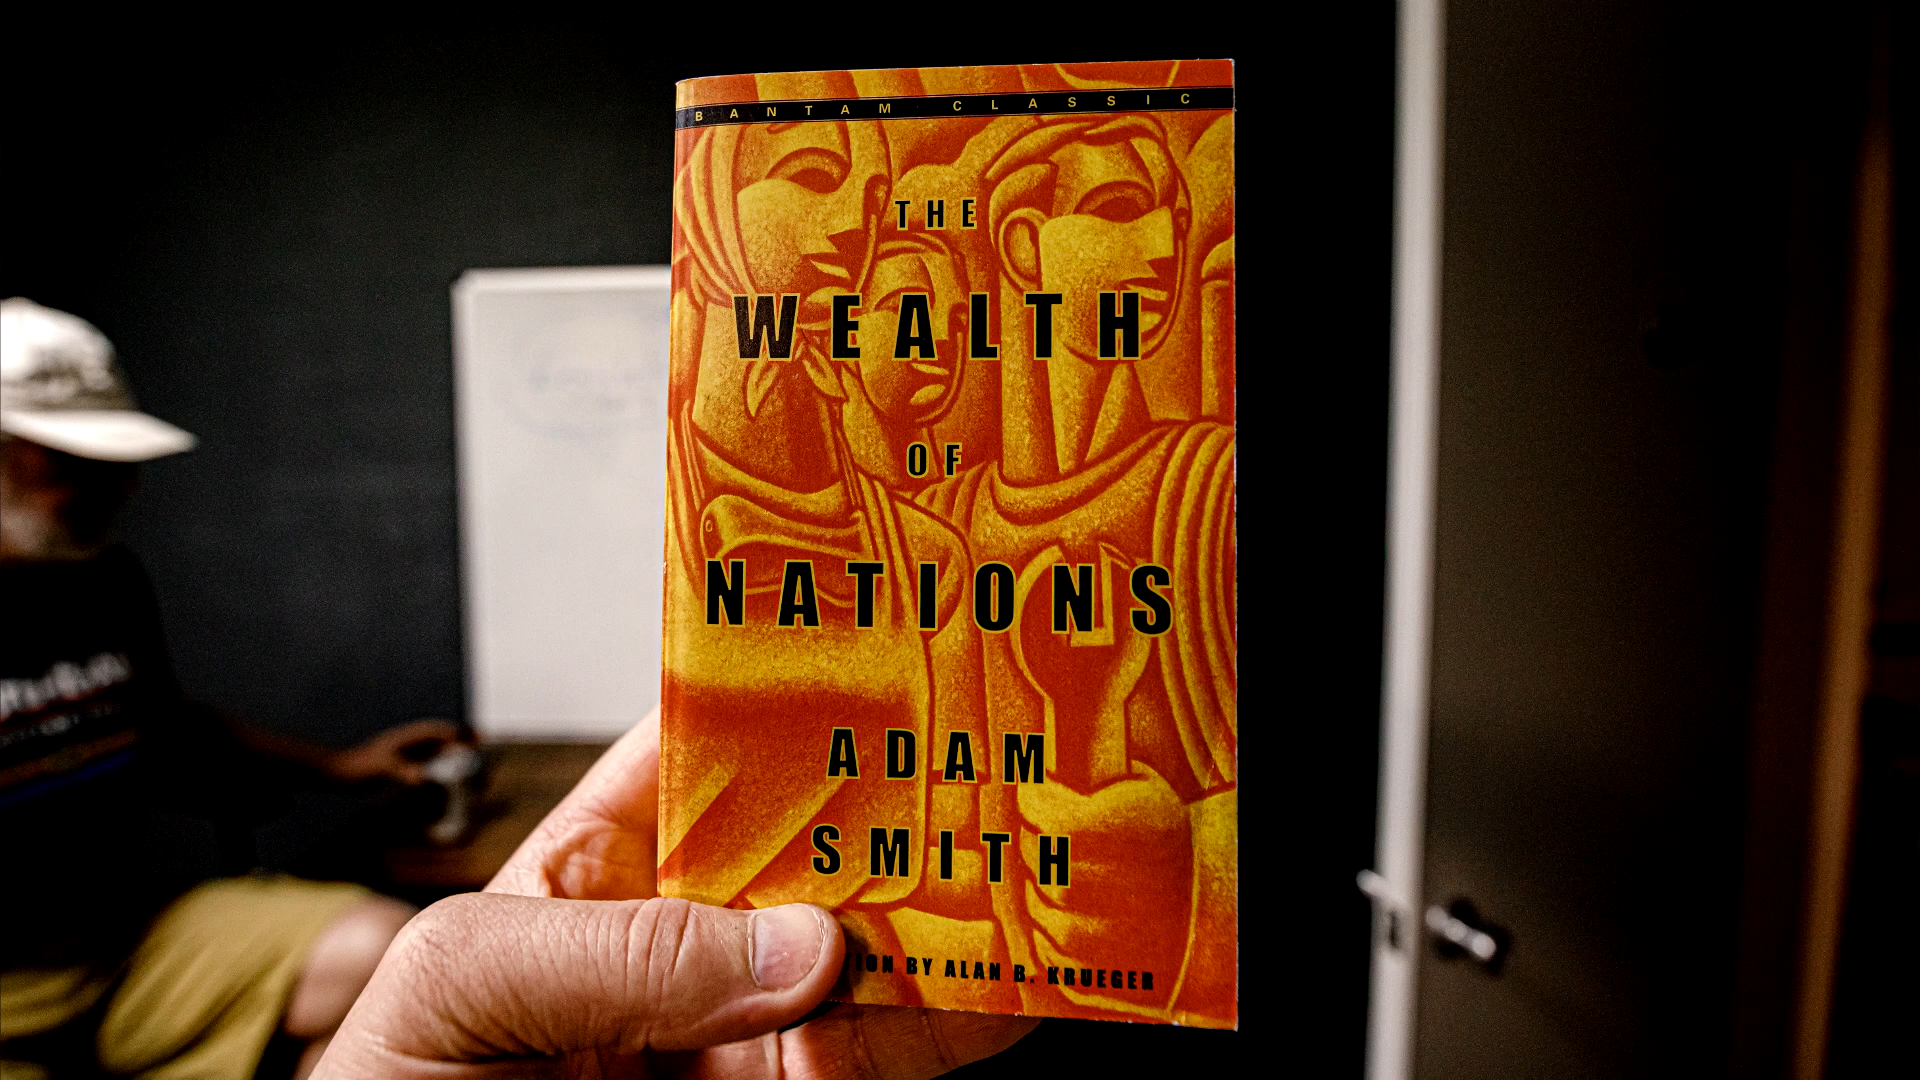 BANTAM CLASSIC
THE
WEALTH
OF
NATIONS
ADAM
SMITH
BY ALAN B. KRUEGER